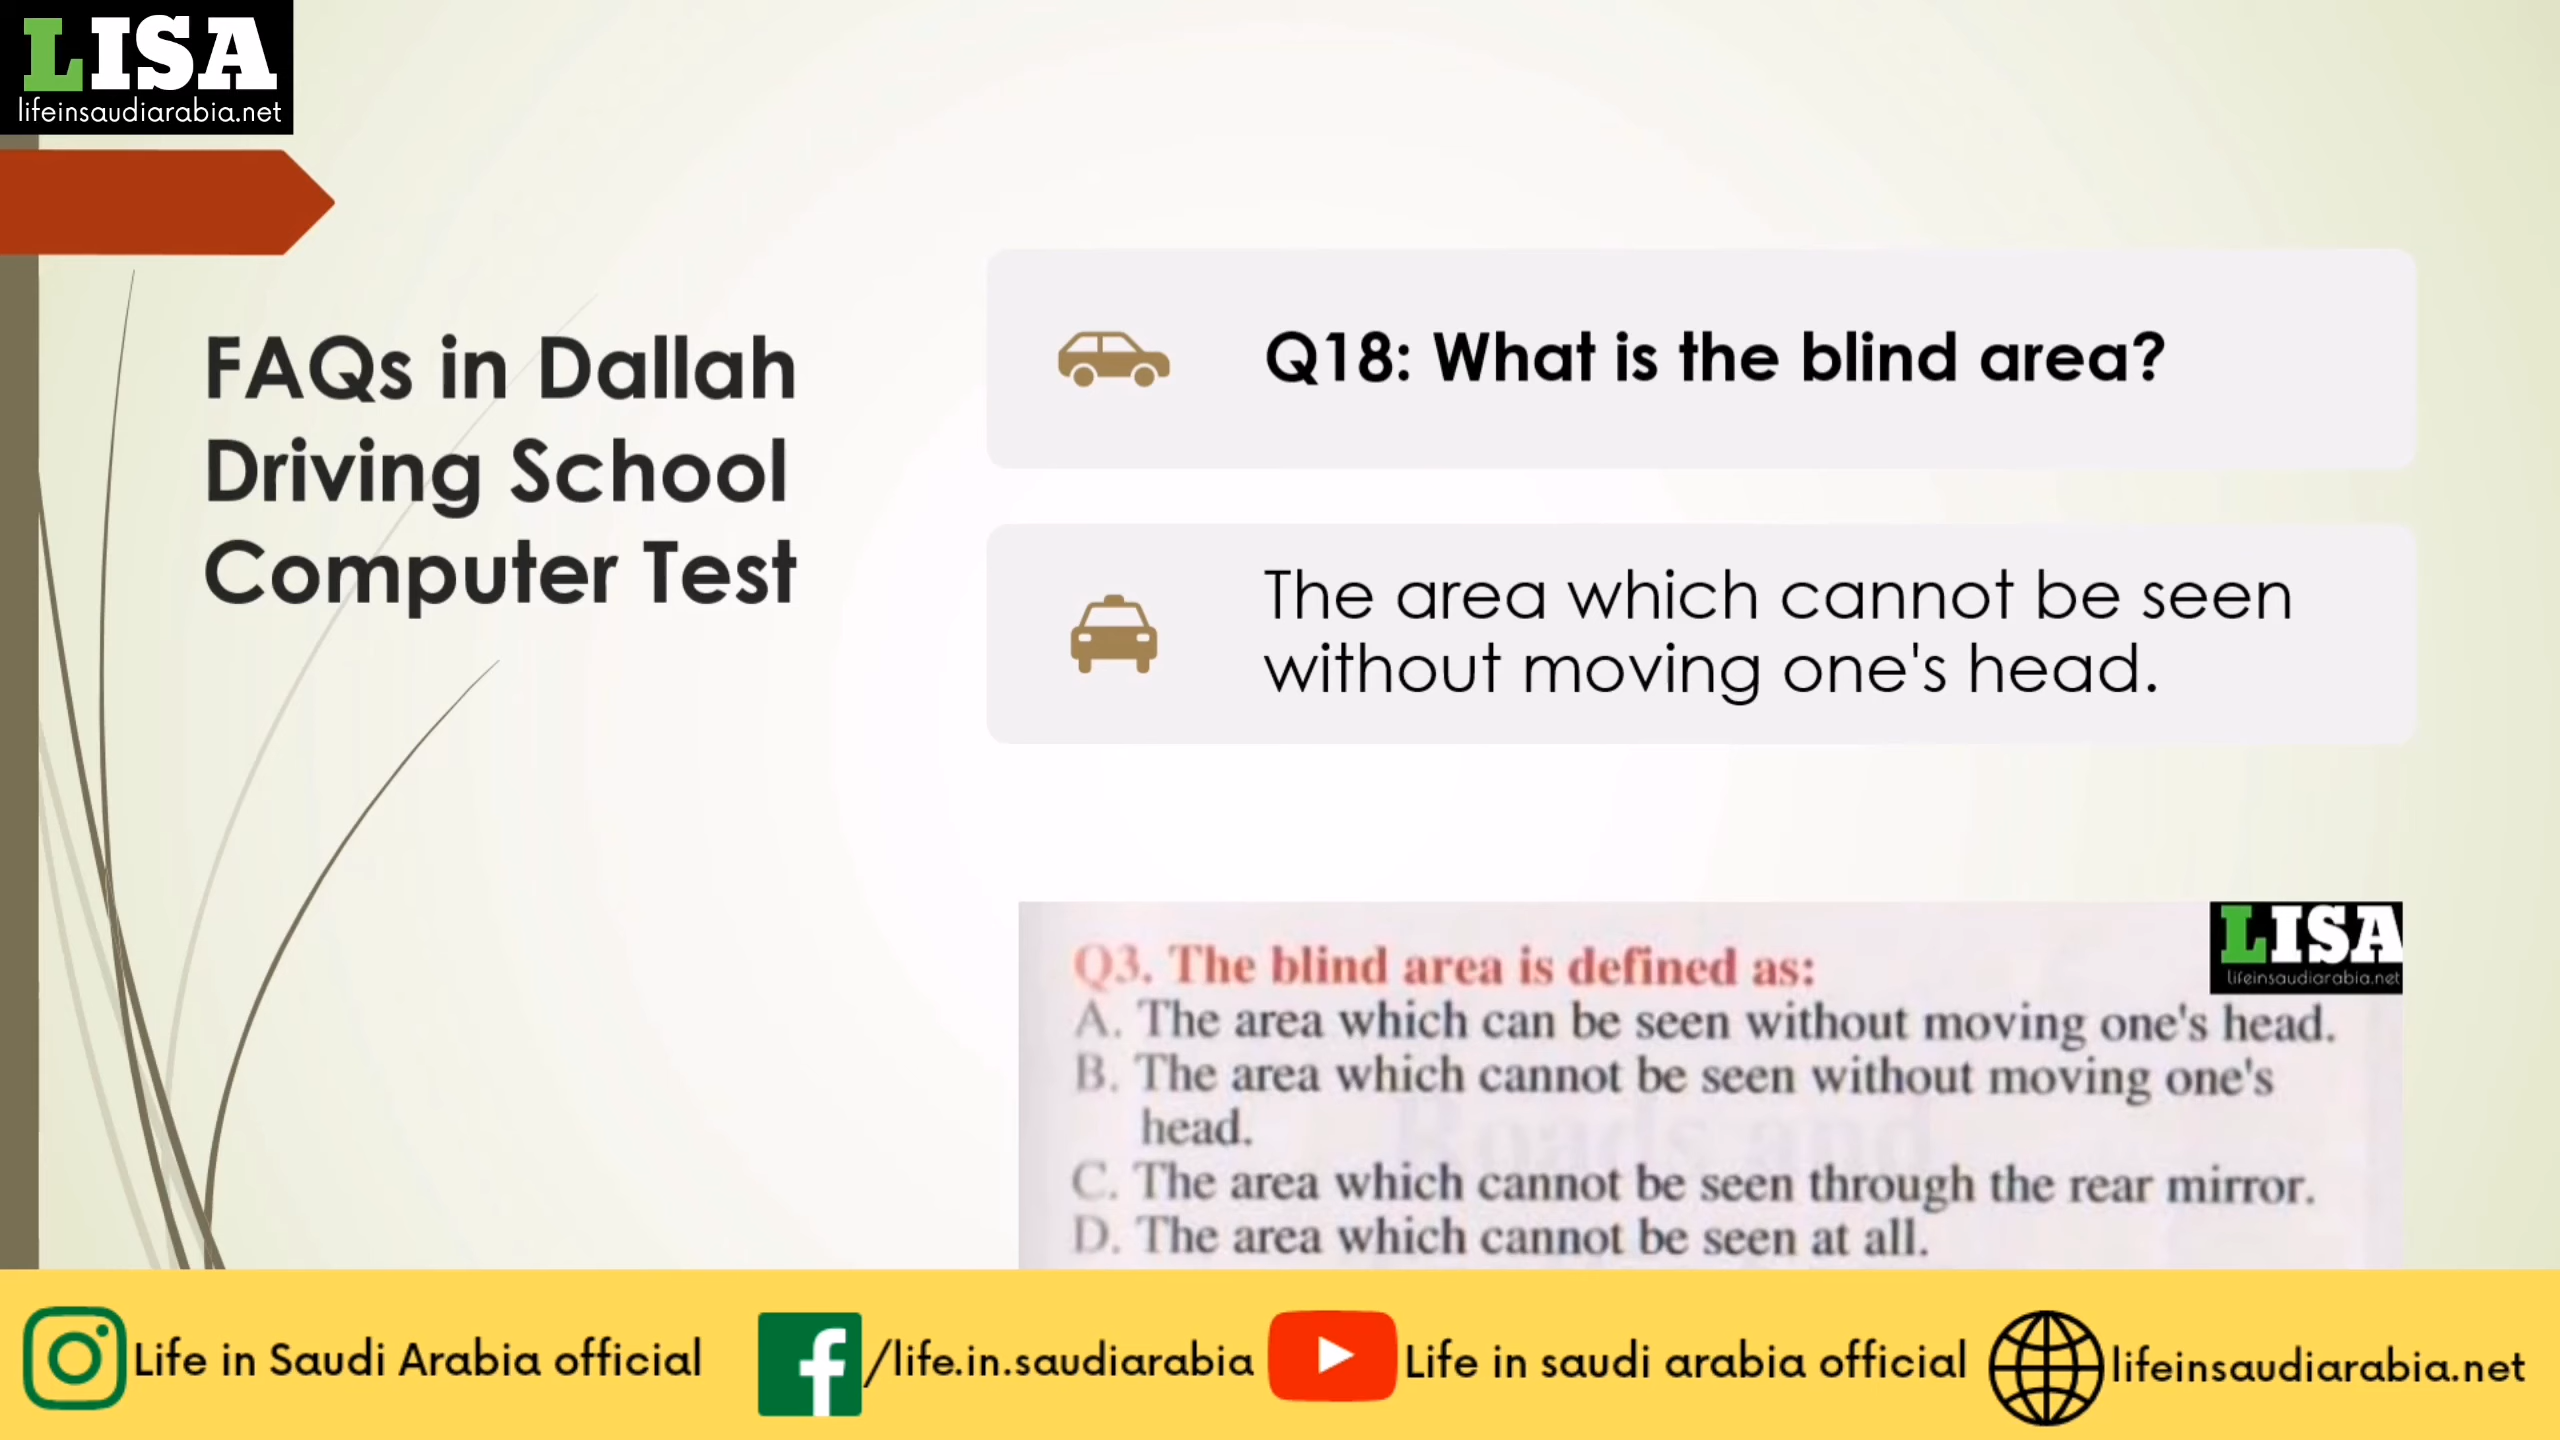 LISA
lifeinsaudiarabia.net
FAQs in Dallah
Driving School
Computer Test
Q18: What is the blind area?
The area which cannot be seen
without moving one's head.
LISA
lifeinsaudiarabia.net
Q3. The blind area is defined as:
A. The area which can be seen without moving one's head.
B. The area which cannot be seen without moving one's
head.
C. The area which cannot be seen through the rear mirror.
D. The area which cannot be seen at all.
Life in Saudi Arabia official
/life.in.saudiarabia
Life in saudi arabia official
lifeinsaudiarabia.net